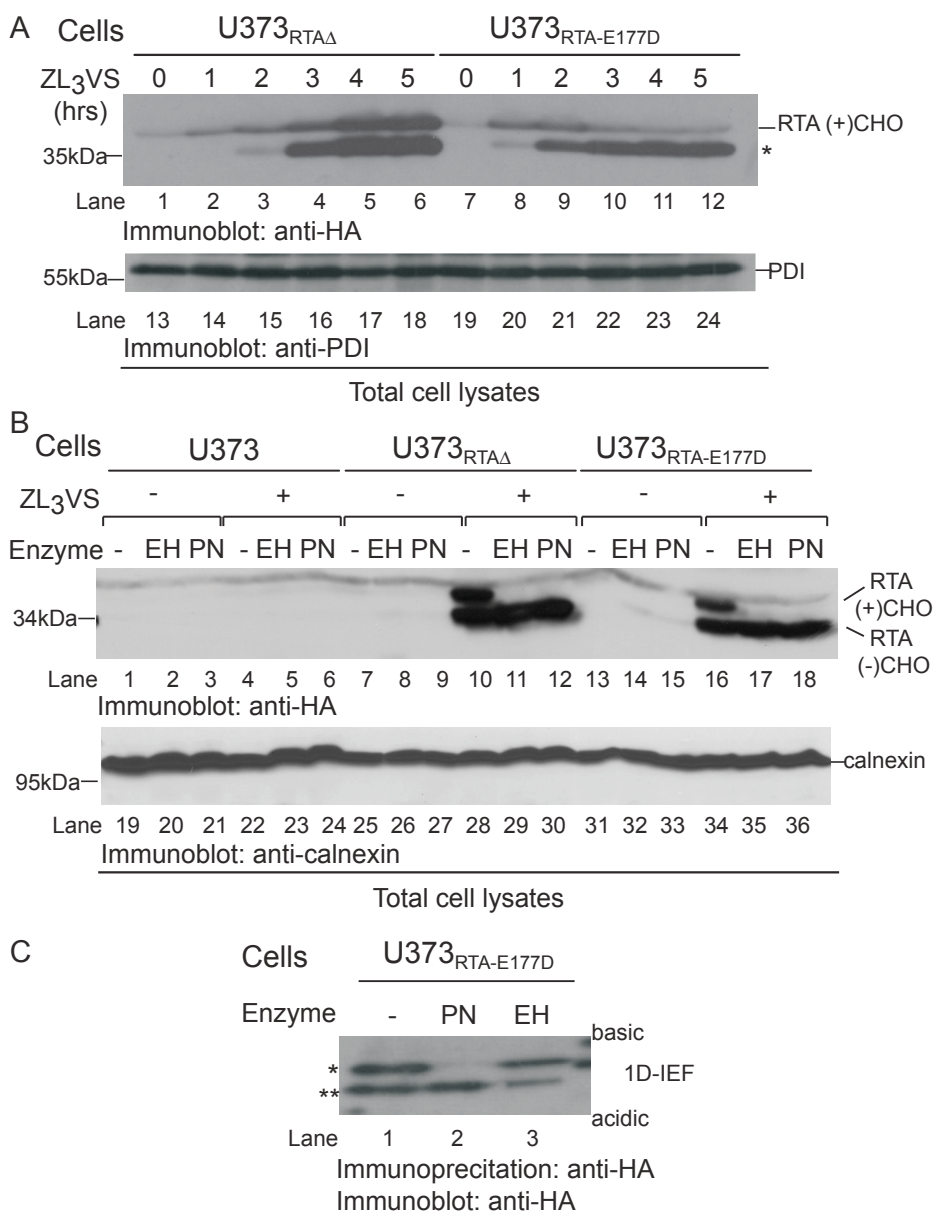 A Cells U373RTAΔ U373RTA-E177D
ZL3VS (hrs) 0 1 2 3 4 5 0 1 2 3 4 5
RTA (+)CHO
35kDa *
Lane 1 2 3 4 5 6 7 8 9 10 11 12
Immunoblot: anti-HA
55kDa PDI
Lane 13 14 15 16 17 18 19 20 21 22 23 24
Immunoblot: anti-PDI
Total cell lysates
B Cells U373 U373RTAΔ U373RTA-E177D
ZL3VS - + - + - +
Enzyme - EH PN - EH PN - EH PN - EH PN - EH PN - EH PN
RTA
(+)CHO
34kDa
RTA
(-)CHO
Lane 1 2 3 4 5 6 7 8 9 10 11 12 13 14 15 16 17 18
Immunoblot: anti-HA
calnexin
95kDa
Lane 19 20 21 22 23 24 25 26 27 28 29 30 31 32 33 34 35 36
Immunoblot: anti-calnexin
Total cell lysates
C Cells U373RTA-E177D
Enzyme - PN EH
basic
* 1D-IEF
**
acidic
Lane 1 2 3
Immunoprecitation: anti-HA
Immunoblot: anti-HA